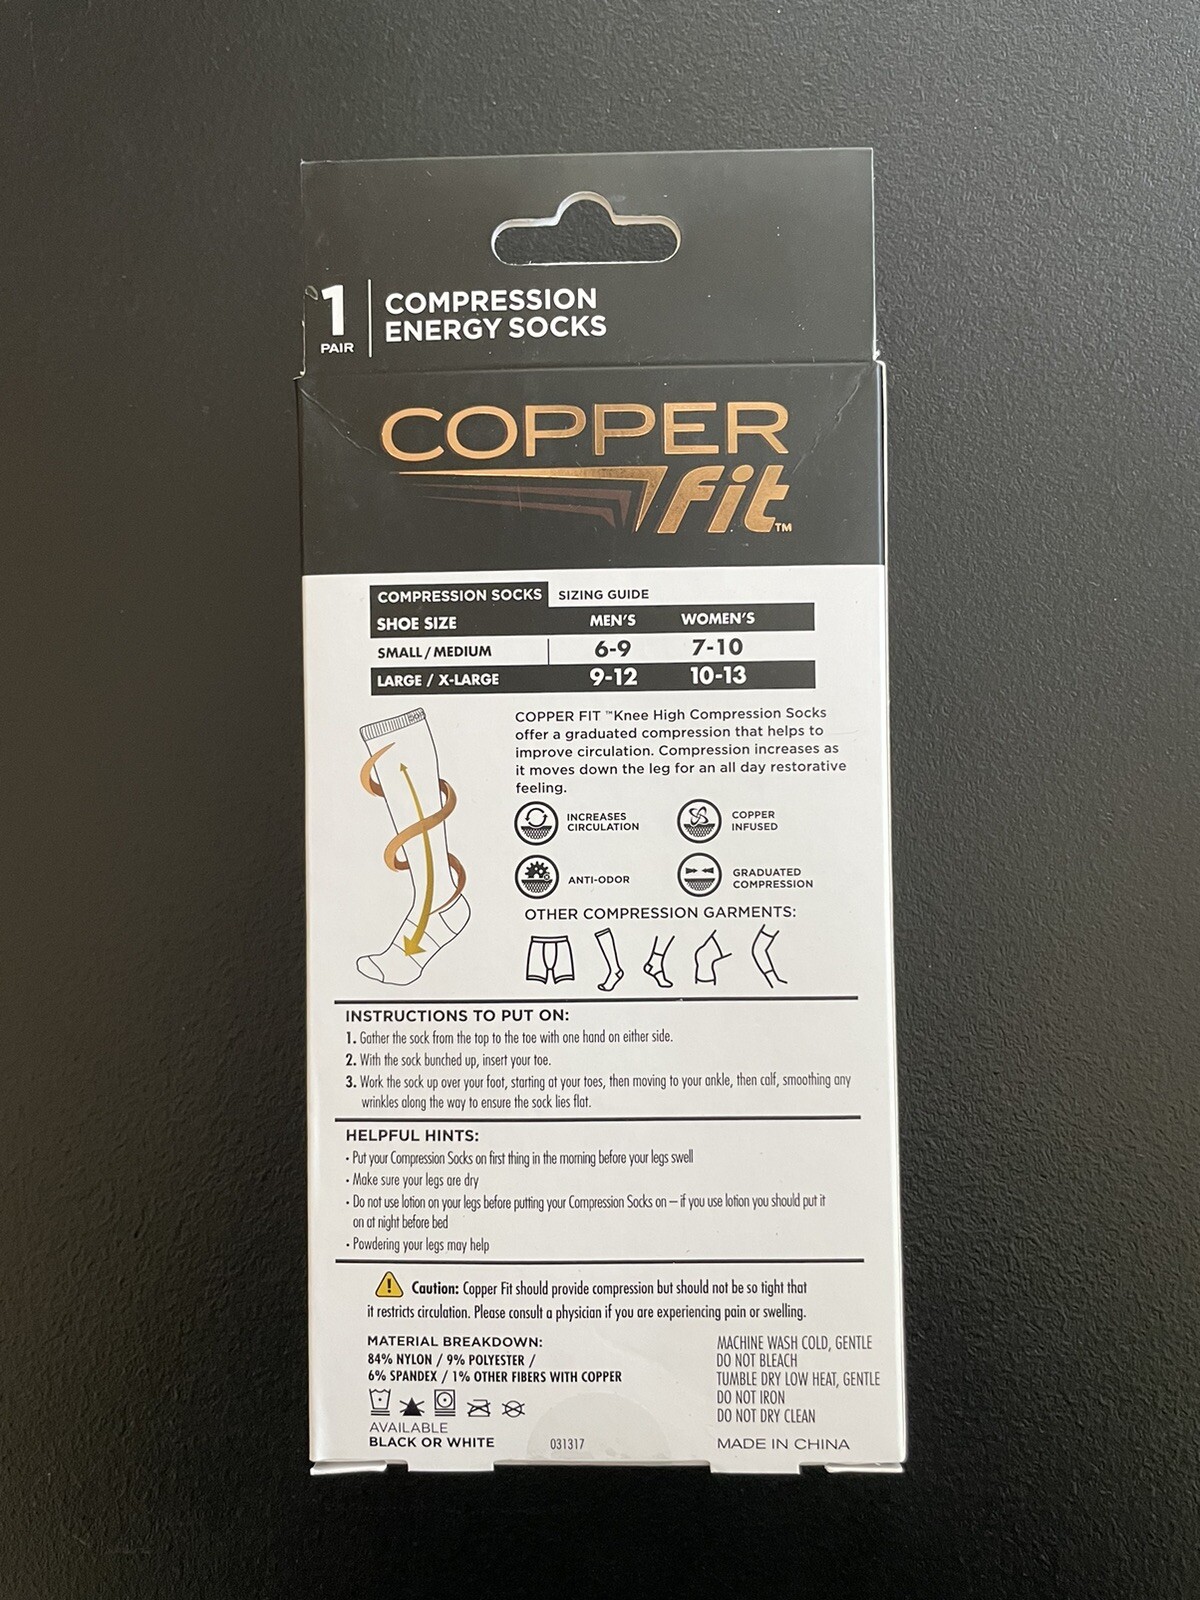 1
PAIR
COMPRESSION
ENERGY SOCKS
COPPER
fit™
COMPRESSION SOCKS SIZING GUIDE
SHOE SIZE MEN'S WOMEN'S
SMALL / MEDIUM 6-9 7-10
LARGE / X-LARGE 9-12 10-13
COPPER FIT ™Knee High Compression Socks
offer a graduated compression that helps to
improve circulation. Compression increases as
it moves down the leg for an all day restorative
feeling.
INCREASES
CIRCULATION
COPPER
INFUSED
ANTI-ODOR
GRADUATED
COMPRESSION
OTHER COMPRESSION GARMENTS:
INSTRUCTIONS TO PUT ON:
1. Gather the sock from the top to the toe with one hand on either side.
2. With the sock bunched up, insert your toe.
3. Work the sock up over your foot, starting at your toes, then moving to your ankle, then calf, smoothing any
wrinkles along the way to ensure the sock lies flat.
HELPFUL HINTS:
• Put your Compression Socks on first thing in the morning before your legs swell
• Make sure your legs are dry
• Do not use lotion on your legs before putting your Compression Socks on – if you use lotion you should put it
on at night before bed
• Powdering your legs may help
! Caution: Copper Fit should provide compression but should not be so tight that
it restricts circulation. Please consult a physician if you are experiencing pain or swelling.
MATERIAL BREAKDOWN:
84% NYLON / 9% POLYESTER /
6% SPANDEX / 1% OTHER FIBERS WITH COPPER
AVAILABLE
BLACK OR WHITE
031317
MACHINE WASH COLD, GENTLE
DO NOT BLEACH
TUMBLE DRY LOW HEAT, GENTLE
DO NOT IRON
DO NOT DRY CLEAN
MADE IN CHINA